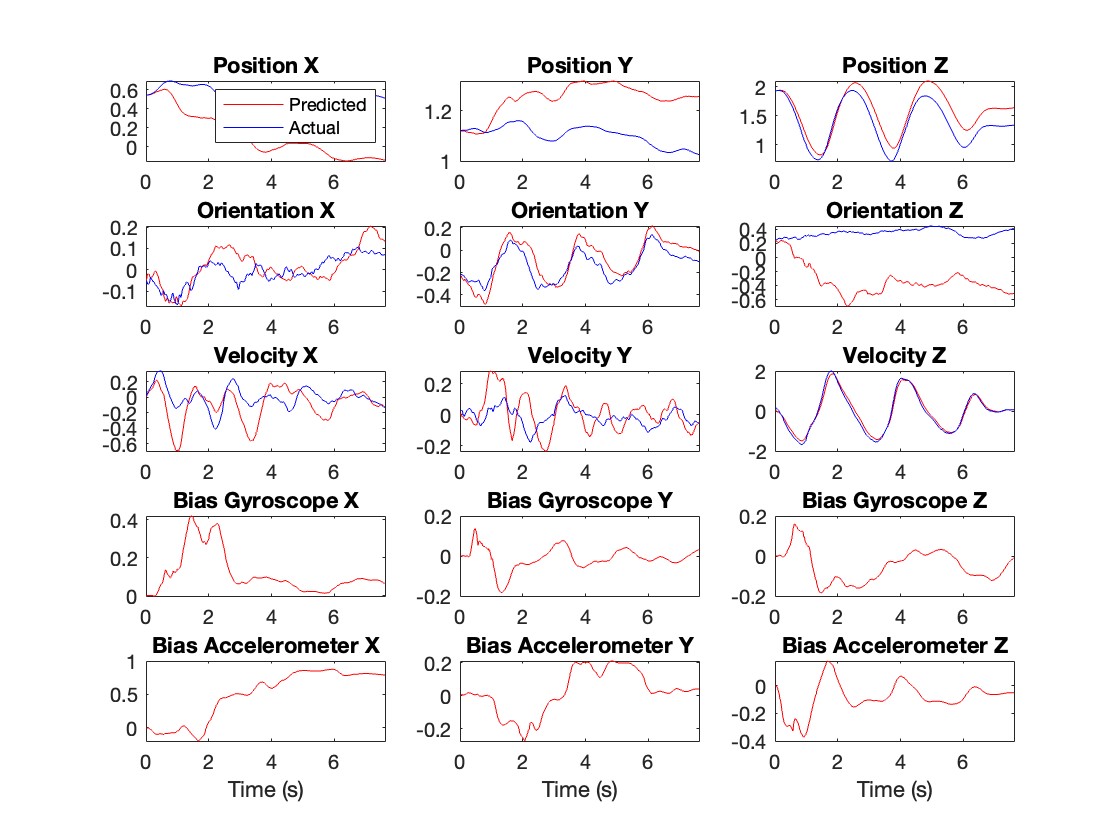 Position X
Position Y
Position Z
0.6
0.4
0.2
0
Predicted
Actual
0 2 4 6
1.2
1
0 2 4 6
2
1.5
1
0 2 4 6
Orientation X
Orientation Y
Orientation Z
0.2
0.1
0
-0.1
0 2 4 6
0.2
0
-0.2
-0.4
0 2 4 6
0.4
0.2
0
-0.2
-0.4
-0.6
0 2 4 6
Velocity X
Velocity Y
Velocity Z
0.2
0
-0.2
-0.4
-0.6
0 2 4 6
0.2
0
-0.2
0 2 4 6
2
0
-2
0 2 4 6
Bias Gyroscope X
Bias Gyroscope Y
Bias Gyroscope Z
0.4
0.2
0
0 2 4 6
0.2
0
-0.2
0 2 4 6
0.2
0
-0.2
0 2 4 6
Bias Accelerometer X
Bias Accelerometer Y
Bias Accelerometer Z
1
0.5
0
0 2 4 6
Time (s)
0.2
0
-0.2
0 2 4 6
Time (s)
0
-0.2
-0.4
0 2 4 6
Time (s)